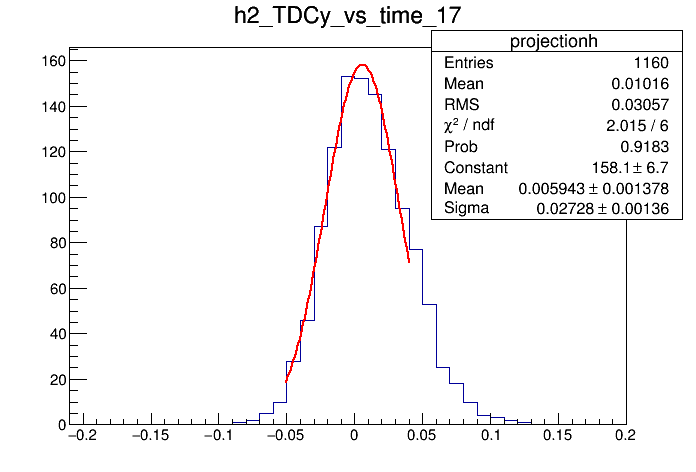 h2_TDCy_vs_time_17
projectionh
Entries 1160
Mean 0.01016
RMS 0.03057
χ² / ndf 2.015 / 6
Prob 0.9183
Constant 158.1 ± 6.7
Mean 0.005943 ± 0.001378
Sigma 0.02728 ± 0.00136
160
140
120
100
80
60
40
20
0
−0.2 −0.15 −0.1 −0.05 0 0.05 0.1 0.15 0.2